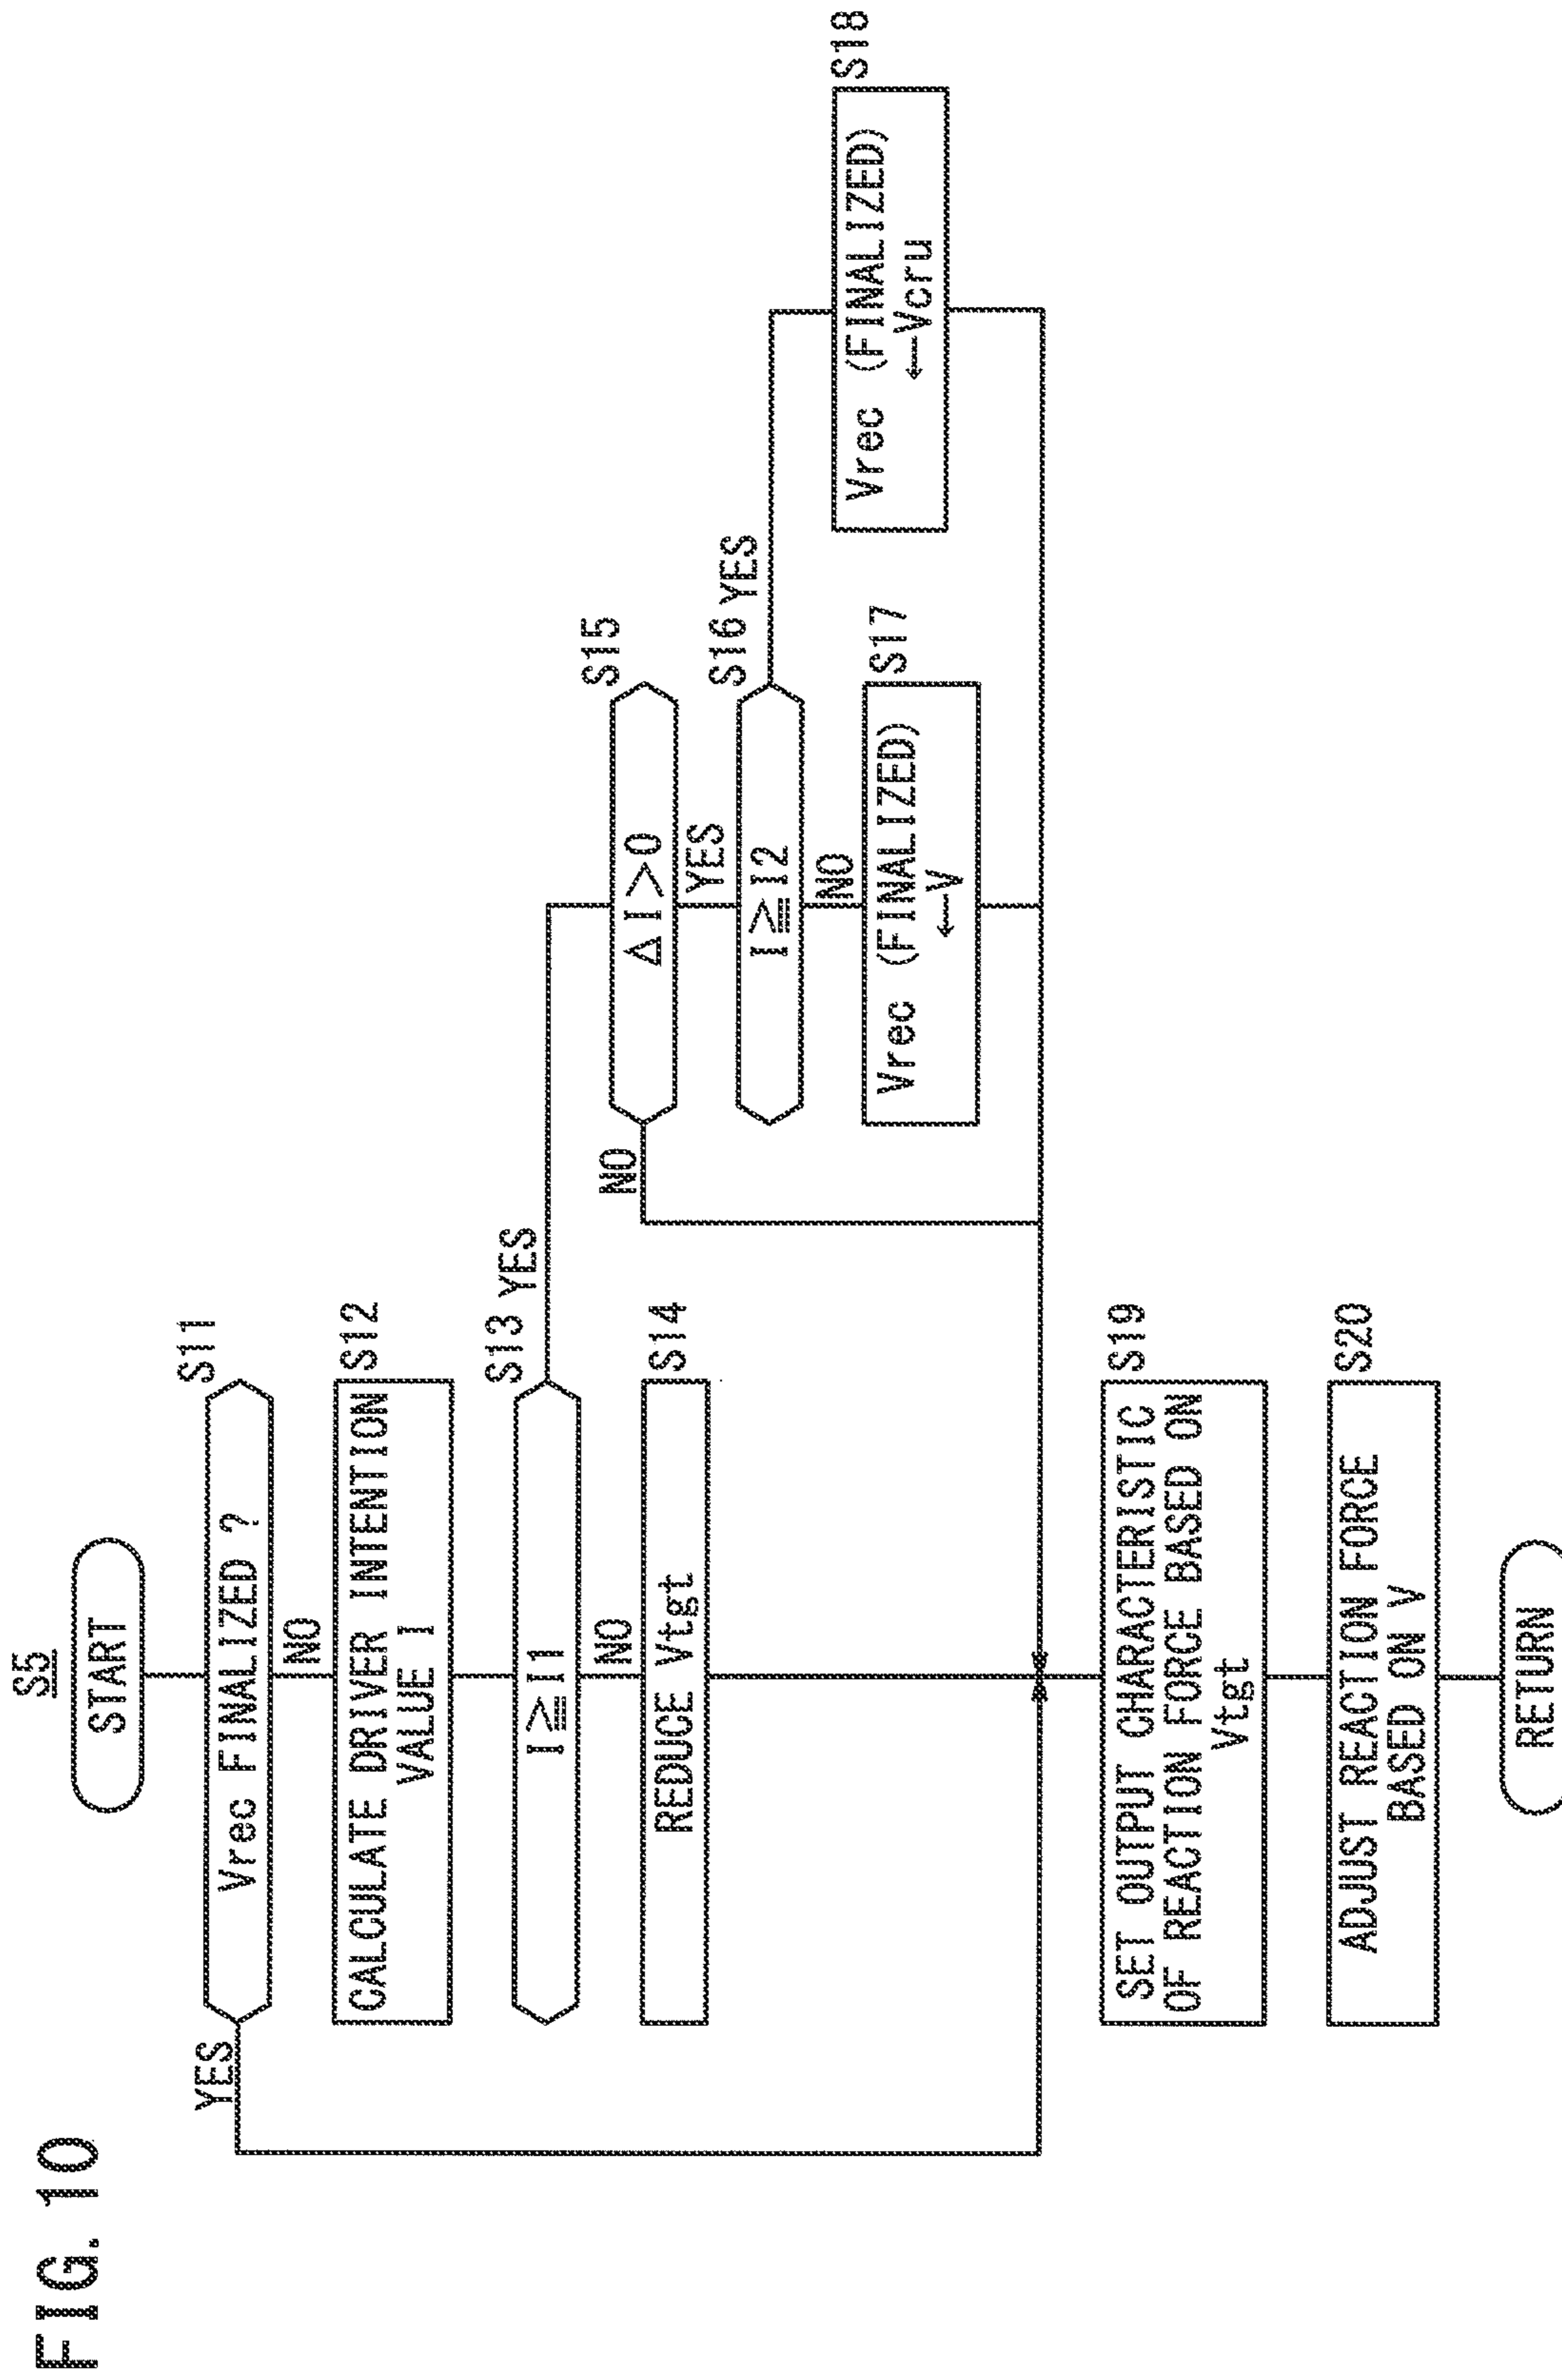 FIG. 10
S5
START
S11
Vrec FINALIZED ?
YES
NO
S12
CALCULATE DRIVER INTENTION
VALUE I
S13
YES
I≧I1
NO
S14
REDUCE Vtgt
S15
ΔI>0
NO
YES
S16
YES
I≧I2
NO
S17
Vrec (FINALIZED)
←V
S18
Vrec (FINALIZED)
←Vcru
S19
SET OUTPUT CHARACTERISTIC
OF REACTION FORCE BASED ON
Vtgt
S20
ADJUST REACTION FORCE
BASED ON V
RETURN